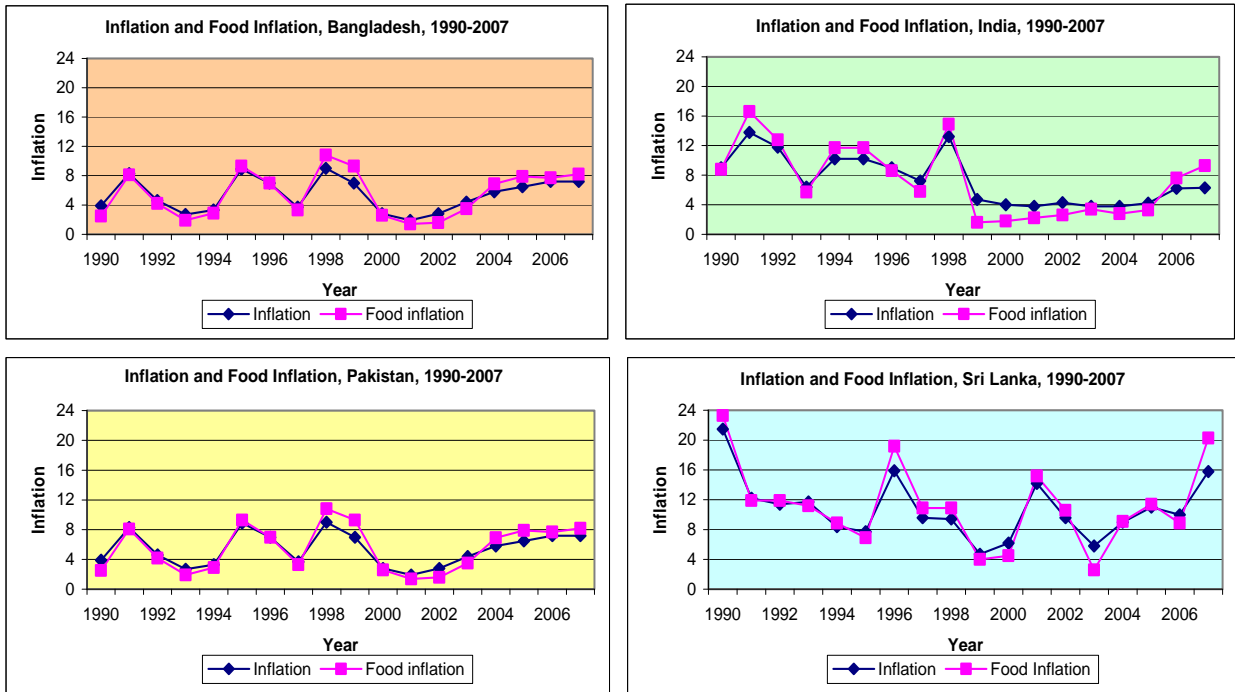 Inflation and Food Inflation, Bangladesh, 1990-2007
24
20
16
12
8
4
0
Inflation
1990 1992 1994 1996 1998 2000 2002 2004 2006
Year
Inflation Food inflation
Inflation and Food Inflation, India, 1990-2007
24
20
16
12
8
4
0
Inflation
1990 1992 1994 1996 1998 2000 2002 2004 2006
Year
Inflation Food inflation
Inflation and Food Inflation, Pakistan, 1990-2007
24
20
16
12
8
4
0
Inflation
1990 1992 1994 1996 1998 2000 2002 2004 2006
Year
Inflation Food inflation
Inflation and Food Inflation, Sri Lanka, 1990-2007
24
20
16
12
8
4
0
Inflation
1990 1992 1994 1996 1998 2000 2002 2004 2006
Year
Inflation Food Inflation